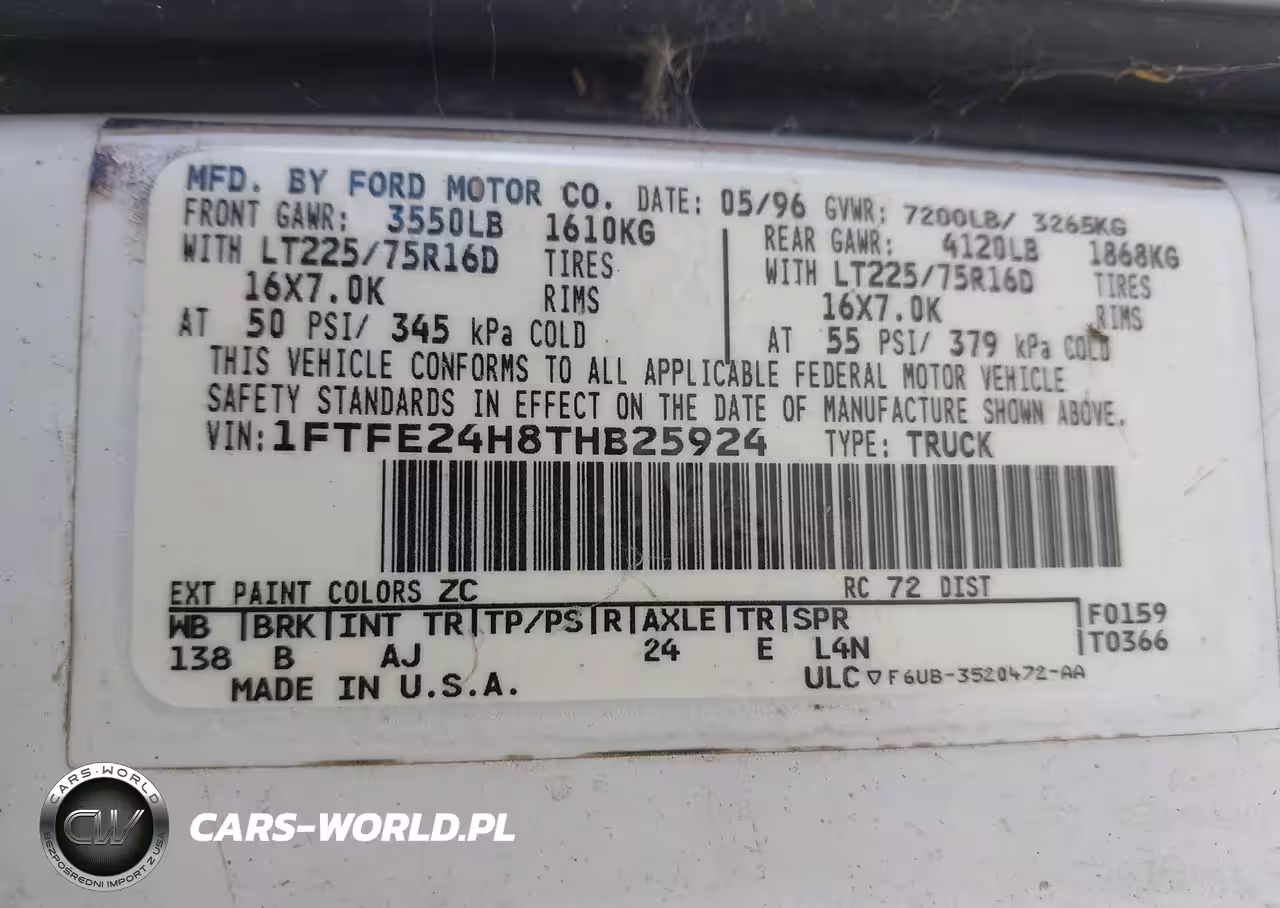 MFD. BY FORD MOTOR CO. DATE: 05/96 GVWR: 7200LB/ 3265KG
FRONT GAWR: 3550LB 1610KG
WITH LT225/75R16D TIRES
16X7.0K RIMS
AT 50 PSI/ 345 kPa COLD
REAR GAWR: 4120LB 1868KG
WITH LT225/75R16D TIRES
16X7.0K RIMS
AT 55 PSI/ 379 kPa COLD
THIS VEHICLE CONFORMS TO ALL APPLICABLE FEDERAL MOTOR VEHICLE
SAFETY STANDARDS IN EFFECT ON THE DATE OF MANUFACTURE SHOWN ABOVE.
VIN: 1FTFE24H8THB25924 TYPE: TRUCK
EXT PAINT COLORS ZC RC 72 DIST
WB BRK INT TR TP/PS R AXLE TR SPR F0159
138 B AJ 24 E L4N T0366
MADE IN U.S.A. ULC ▽ F6UB-3520472-AA
CARS-WORLD
CW
BEZPOŚREDNI IMPORT Z USA
CARS-WORLD.PL